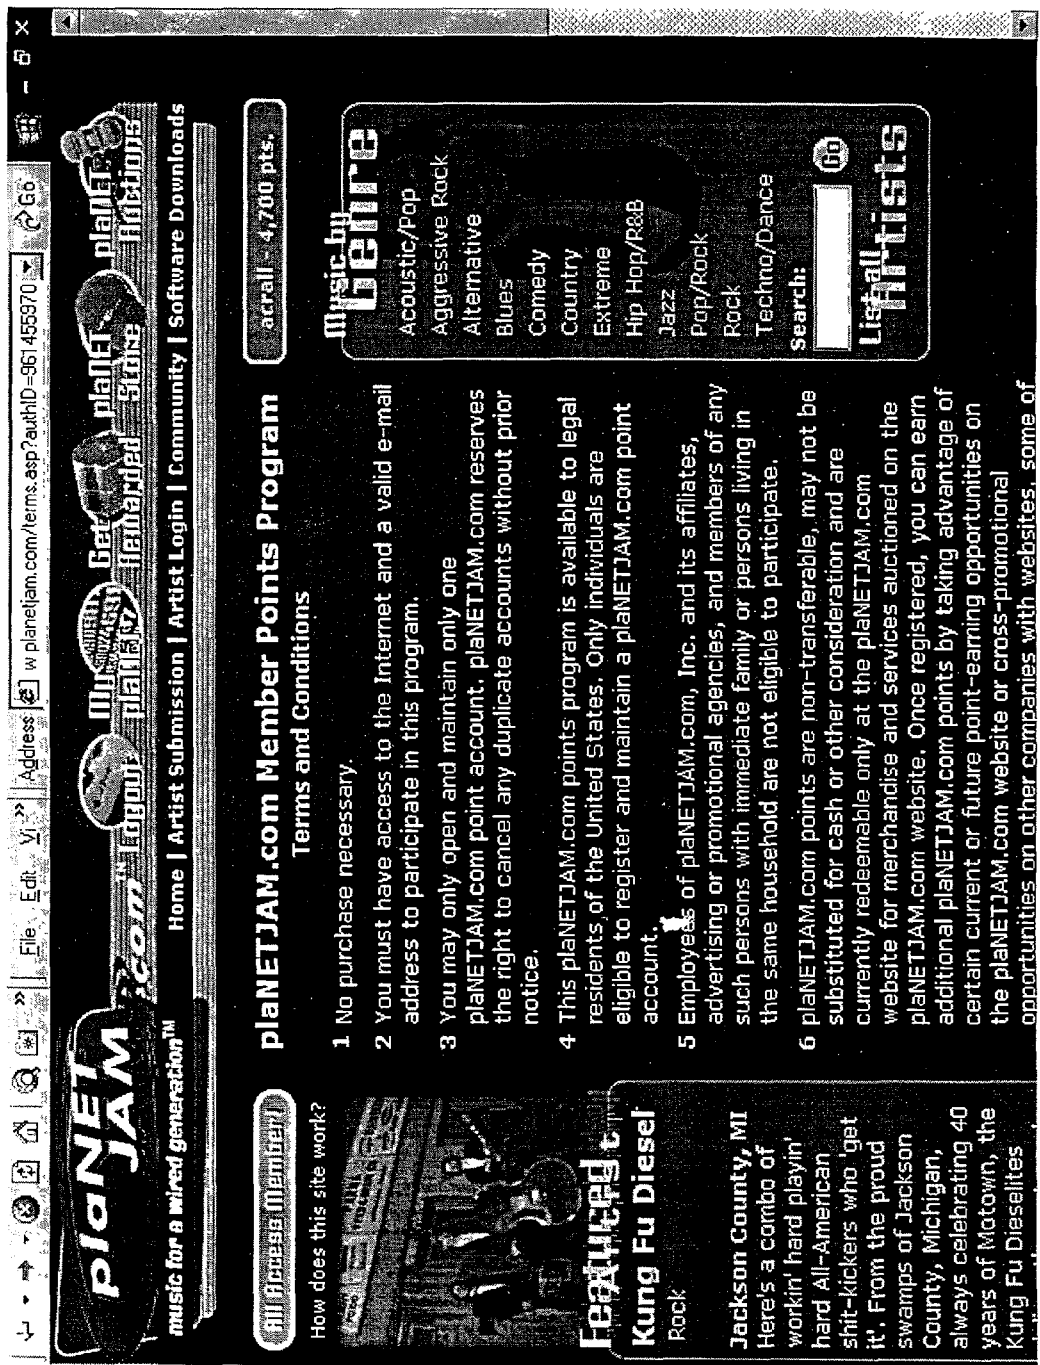 File Edit Vi » Address w planetjam.com/terms.asp?authID=961455970 Go
plaNET JAM .com TM
Logout
My plaNET
Get Rewarded
plaNET Store
plaNET Auctions
music for a wired generation™
Home | Artist Submission | Artist Login | Community | Software Downloads
All Access Member!
How does this site work?
Featured
Kung Fu Diesel
Rock
Jackson County, MI
Here's a combo of
workin' hard playin'
hard All-American
shit-kickers who get
it. From the proud
swamps of Jackson
County, Michigan,
always celebrating 40
years of Motown, the
Kung Fu Dieselites
plaNETJAM.com Member Points Program
Terms and Conditions
1 No purchase necessary.
2 You must have access to the Internet and a valid e-mail
address to participate in this program.
3 You may only open and maintain only one
plaNETJAM.com point account. plaNETJAM.com reserves
the right to cancel any duplicate accounts without prior
notice.
4 This plaNETJAM.com points program is available to legal
residents of the United States. Only individuals are
eligible to register and maintain a plaNETJAM.com point
account.
5 Employees of plaNETJAM.com, Inc. and its affiliates,
advertising or promotional agencies, and members of any
such persons with immediate family or persons living in
the same household are not eligible to participate.
6 plaNETJAM.com points are non-transferable, may not be
substituted for cash or other consideration and are
currently redeemable only at the plaNETJAM.com
website for merchandise and services auctioned on the
plaNETJAM.com website. Once registered, you can earn
additional plaNETJAM.com points by taking advantage of
certain current or future point-earning opportunities on
the plaNETJAM.com website or cross-promotional
opportunities on other companies with websites, some of
acrall - 4,700 pts.
Music by
Genre
Acoustic/Pop
Aggressive Rock
Alternative
Blues
Comedy
Country
Extreme
Hip Hop/R&B
Jazz
Pop/Rock
Rock
Techno/Dance
Search:
Go
List all
Artists